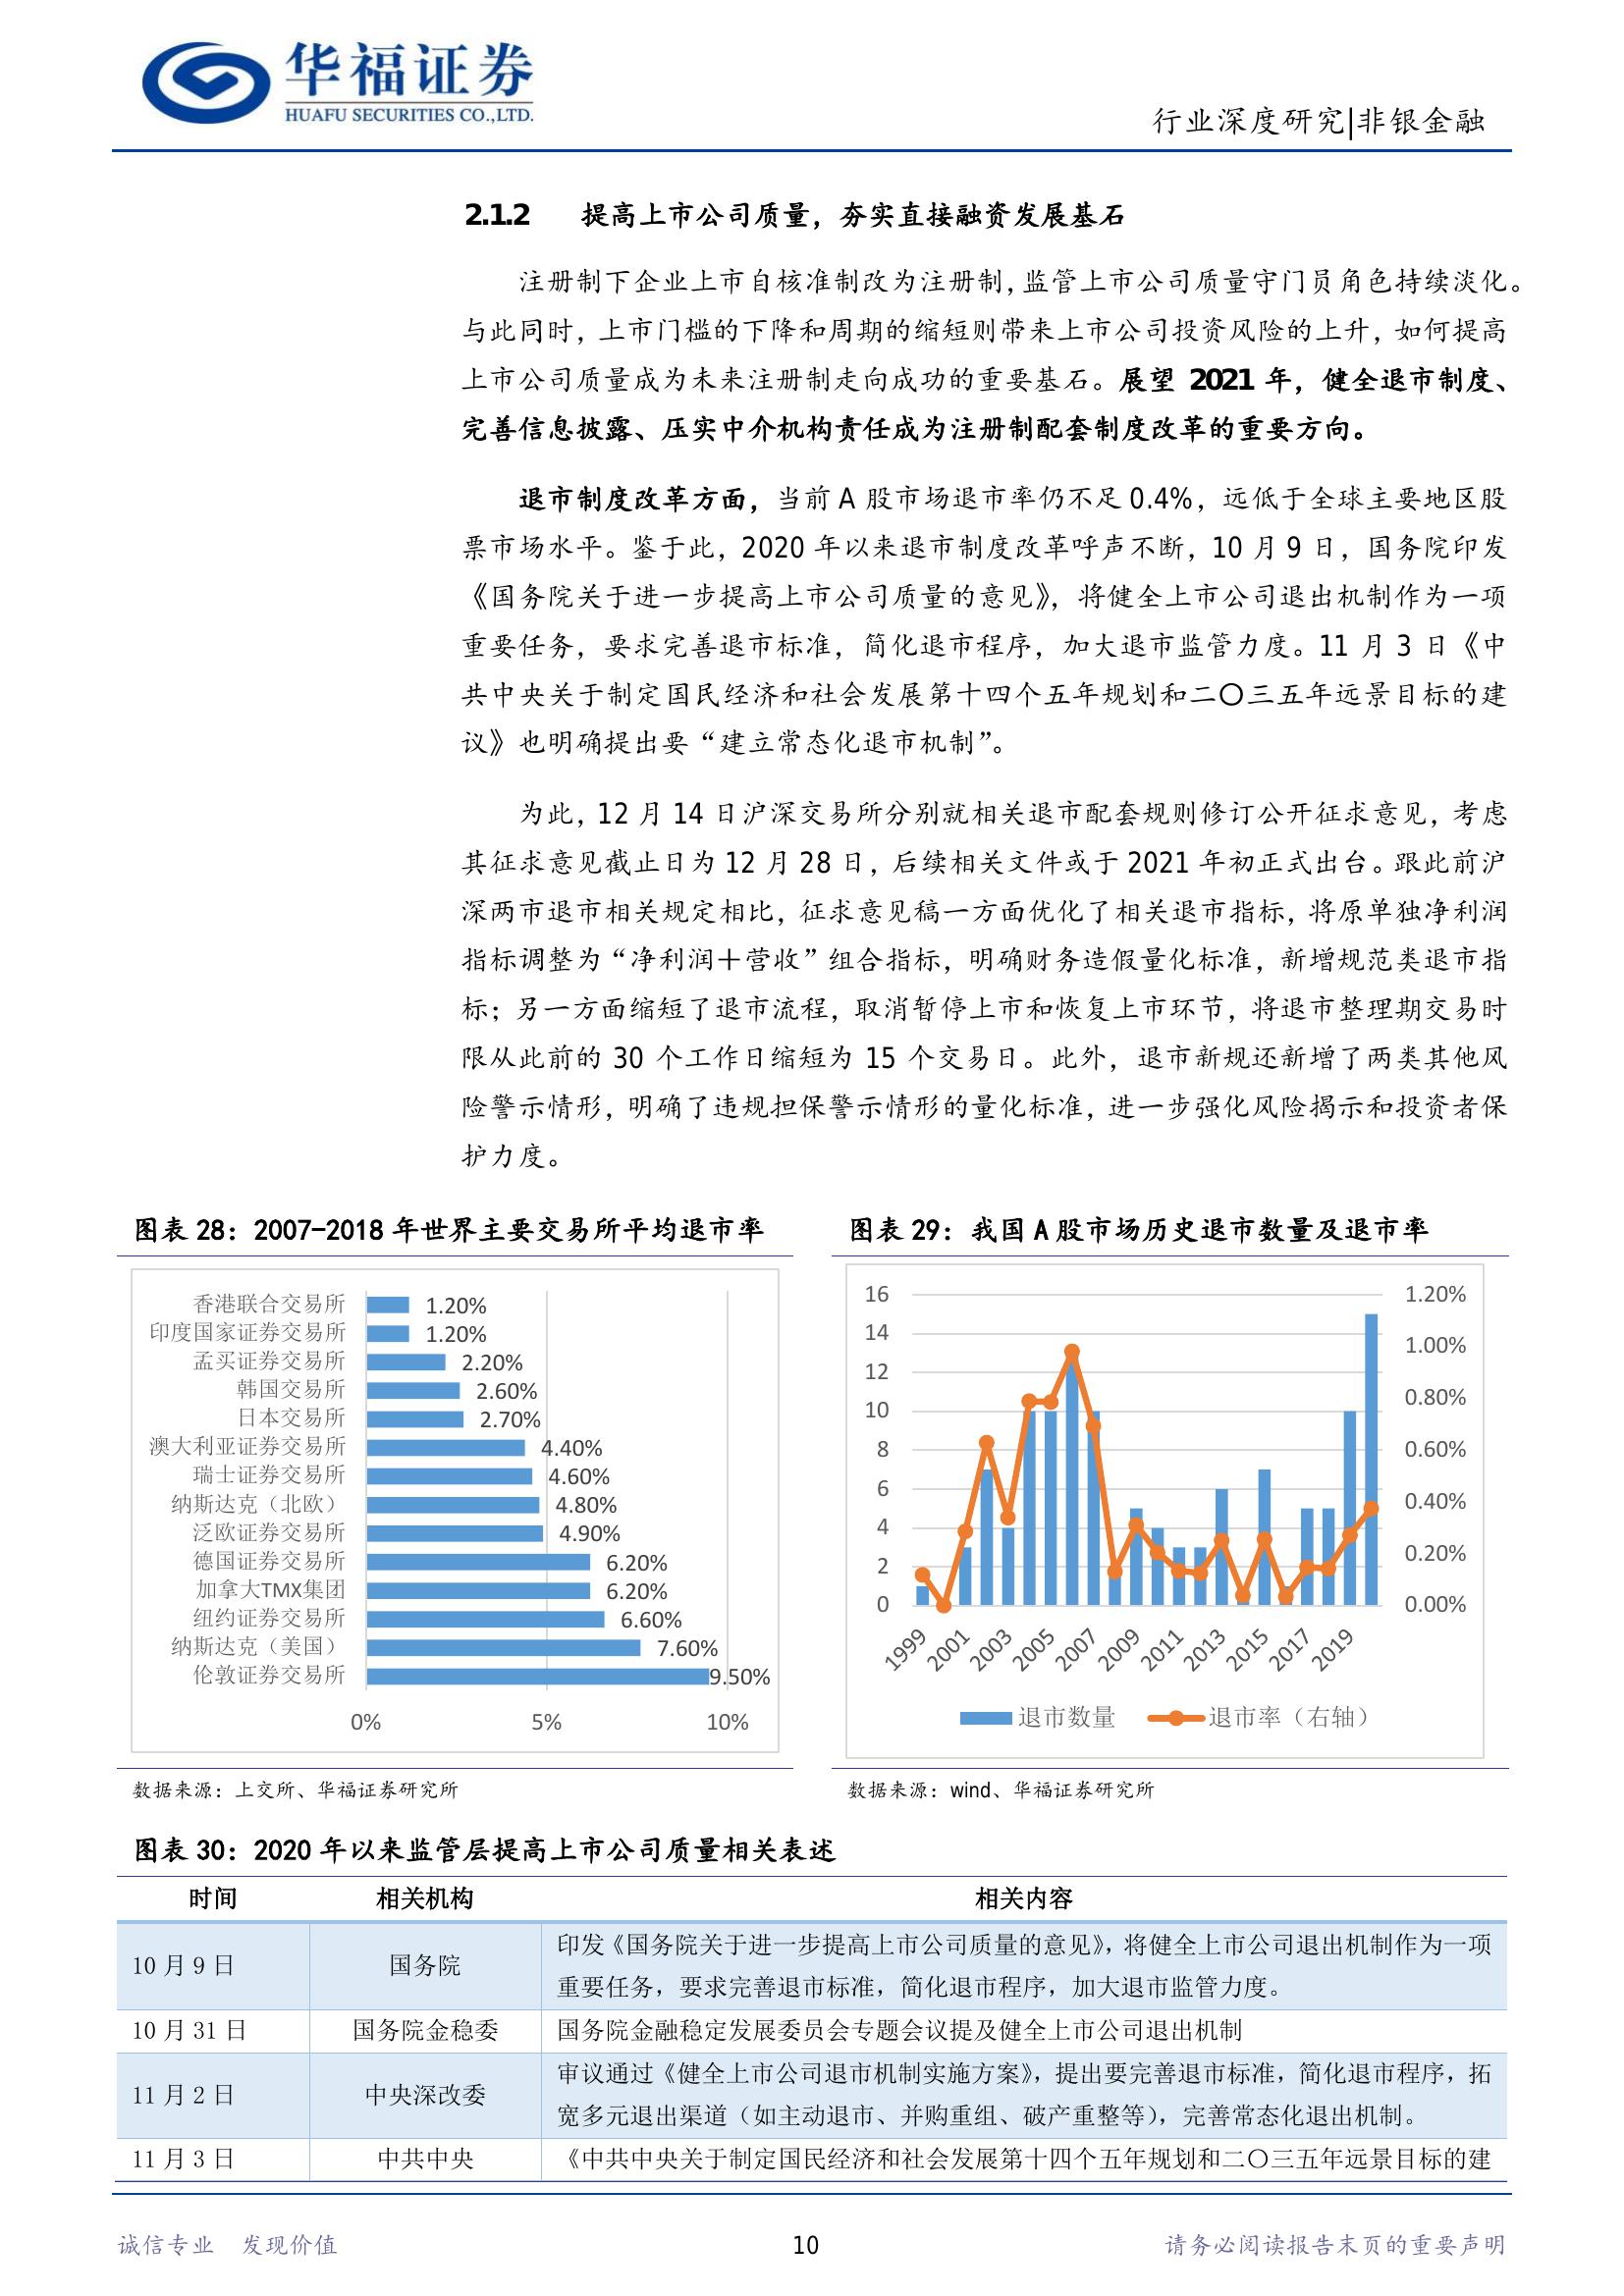 华福证券
HUAFU SECURITIES CO.,LTD.
行业深度研究|非银金融
2.1.2 提高上市公司质量，夯实直接融资发展基石
注册制下企业上市自核准制改为注册制，监管上市公司质量守门员角色持续淡化。
与此同时，上市门槛的下降和周期的缩短则带来上市公司投资风险的上升，如何提高
上市公司质量成为未来注册制走向成功的重要基石。展望 2021 年，健全退市制度、
完善信息披露、压实中介机构责任成为注册制配套制度改革的重要方向。
退市制度改革方面，当前 A 股市场退市率仍不足 0.4%，远低于全球主要地区股
票市场水平。鉴于此，2020 年以来退市制度改革呼声不断，10 月 9 日，国务院印发
《国务院关于进一步提高上市公司质量的意见》，将健全上市公司退出机制作为一项
重要任务，要求完善退市标准，简化退市程序，加大退市监管力度。11 月 3 日《中
共中央关于制定国民经济和社会发展第十四个五年规划和二〇三五年远景目标的建
议》也明确提出要“建立常态化退市机制”。
为此，12 月 14 日沪深交易所分别就相关退市配套规则修订公开征求意见，考虑
其征求意见截止日为 12 月 28 日，后续相关文件或于 2021 年初正式出台。跟此前沪
深两市退市相关规定相比，征求意见稿一方面优化了相关退市指标，将原单独净利润
指标调整为“净利润＋营收”组合指标，明确财务造假量化标准，新增规范类退市指
标；另一方面缩短了退市流程，取消暂停上市和恢复上市环节，将退市整理期交易时
限从此前的 30 个工作日缩短为 15 个交易日。此外，退市新规还新增了两类其他风
险警示情形，明确了违规担保警示情形的量化标准，进一步强化风险揭示和投资者保
护力度。
图表 28：2007-2018 年世界主要交易所平均退市率
香港联合交易所 1.20%
印度国家证券交易所 1.20%
孟买证券交易所 2.20%
韩国交易所 2.60%
日本交易所 2.70%
澳大利亚证券交易所 4.40%
瑞士证券交易所 4.60%
纳斯达克（北欧） 4.80%
泛欧证券交易所 4.90%
德国证券交易所 6.20%
加拿大TMX集团 6.20%
纽约证券交易所 6.60%
纳斯达克（美国） 7.60%
伦敦证券交易所 9.50%
0% 5% 10%
数据来源：上交所、华福证券研究所
图表 29：我国 A 股市场历史退市数量及退市率
16 1.20%
14 1.00%
12 0.80%
10 0.60%
8 0.40%
6 0.20%
4 0.00%
2
0
1999 2001 2003 2005 2007 2009 2011 2013 2015 2017 2019
退市数量 退市率（右轴）
数据来源：wind、华福证券研究所
图表 30：2020 年以来监管层提高上市公司质量相关表述
时间 相关机构 相关内容
10 月 9 日 国务院 印发《国务院关于进一步提高上市公司质量的意见》，将健全上市公司退出机制作为一项
重要任务，要求完善退市标准，简化退市程序，加大退市监管力度。
10 月 31 日 国务院金稳委 国务院金融稳定发展委员会专题会议提及健全上市公司退出机制
11 月 2 日 中央深改委 审议通过《健全上市公司退市机制实施方案》，提出要完善退市标准，简化退市程序，拓
宽多元退出渠道（如主动退市、并购重组、破产重整等），完善常态化退出机制。
11 月 3 日 中共中央 《中共中央关于制定国民经济和社会发展第十四个五年规划和二〇三五年远景目标的建
诚信专业 发现价值 10 请务必阅读报告末页的重要声明